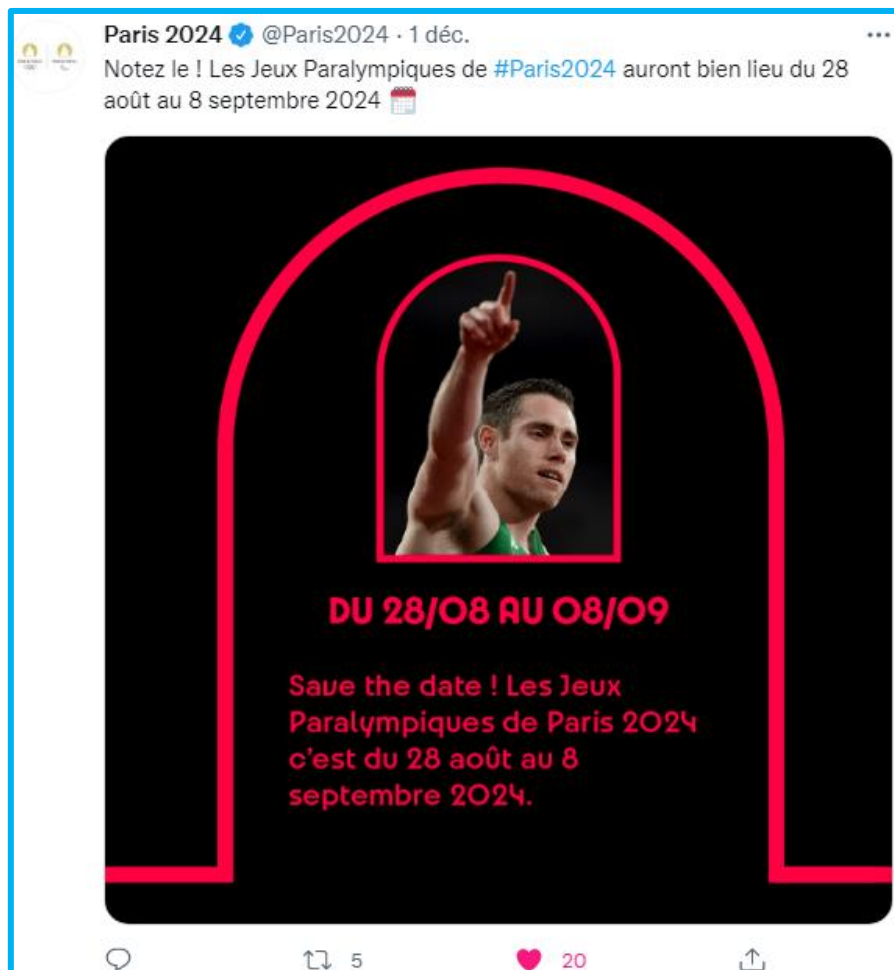 Paris 2024 @Paris2024 · 1 déc.
Notez le ! Les Jeux Paralympiques de #Paris2024 auront bien lieu du 28
août au 8 septembre 2024
DU 28/08 AU 08/09
Save the date ! Les Jeux
Paralympiques de Paris 2024
c'est du 28 août au 8
septembre 2024.
5 20